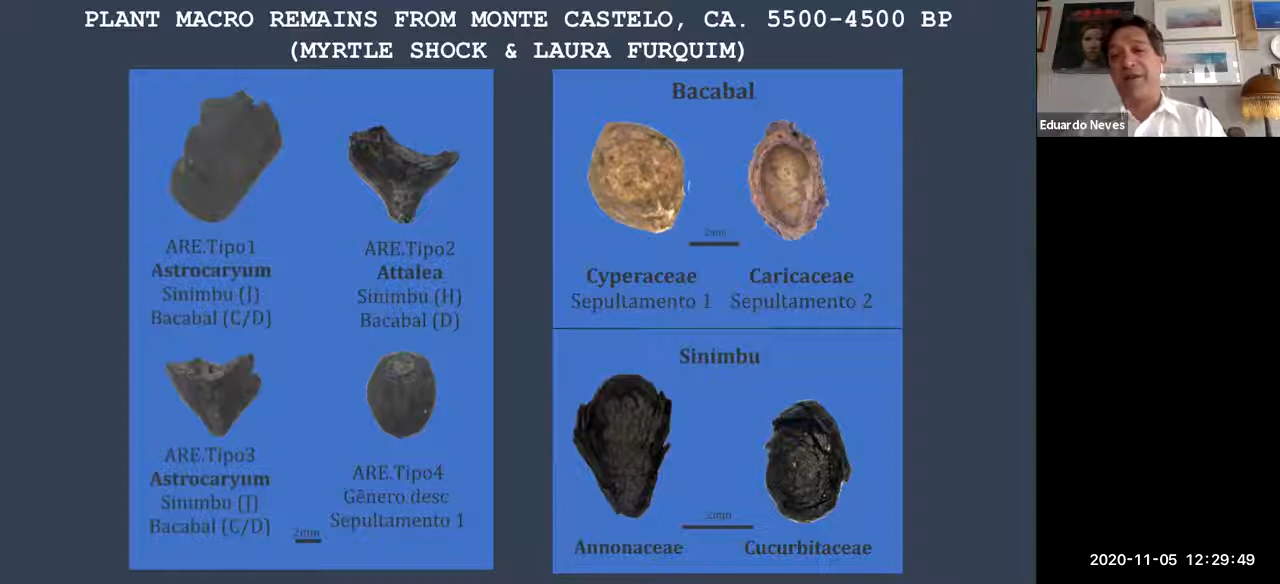 PLANT MACRO REMAINS FROM MONTE CASTELO, CA. 5500-4500 BP
(MYRTLE SHOCK & LAURA FURQUIM)
ARE.Tipo1
Astrocaryum
Sinimbu (J)
Bacabal (C/D)
ARE.Tipo2
Attalea
Sinimbu (H)
Bacabal (D)
ARE.Tipo3
Astrocaryum
Sinimbu (J)
Bacabal (C/D)
ARE.Tipo4
Gênero desc
Sepultamento 1
2mm
Bacabal
2mm
Cyperaceae
Sepultamento 1
Caricaceae
Sepultamento 2
Sinimbu
2mm
Annonaceae
Cucurbitaceae
Eduardo Neves
2020-11-05 12:29:49